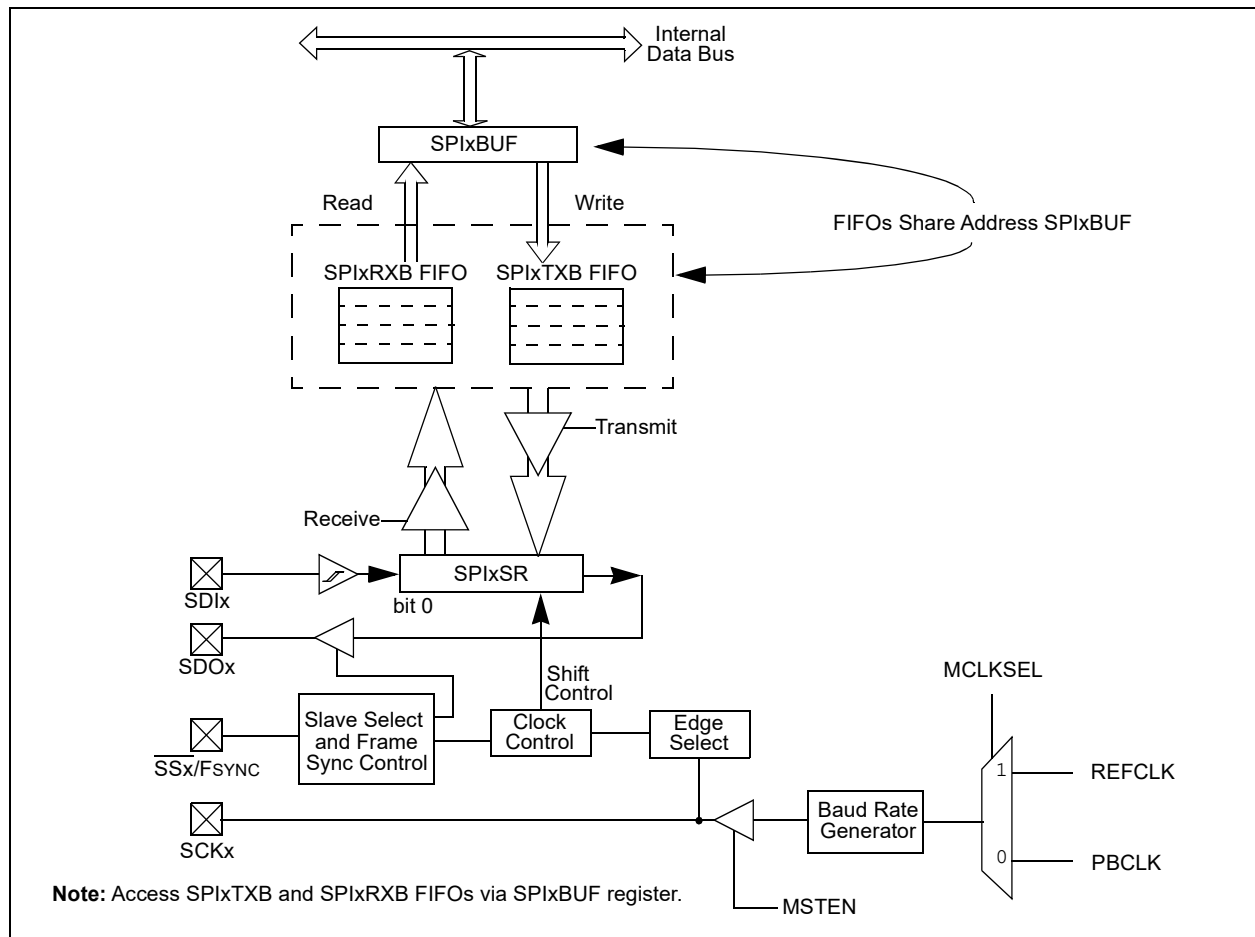 Internal
Data Bus
SPIxBUF
Read
Write
FIFOs Share Address SPIxBUF
SPIxRXB FIFO
SPIxTXB FIFO
Transmit
Receive
SPIxSR
SDIx
bit 0
SDOx
Shift
Control
MCLKSEL
Slave Select
and Frame
Sync Control
Clock
Control
Edge
Select
SSx/FSYNC
1
REFCLK
Baud Rate
Generator
SCKx
0
PBCLK
Note: Access SPIxTXB and SPIxRXB FIFOs via SPIxBUF register.
MSTEN